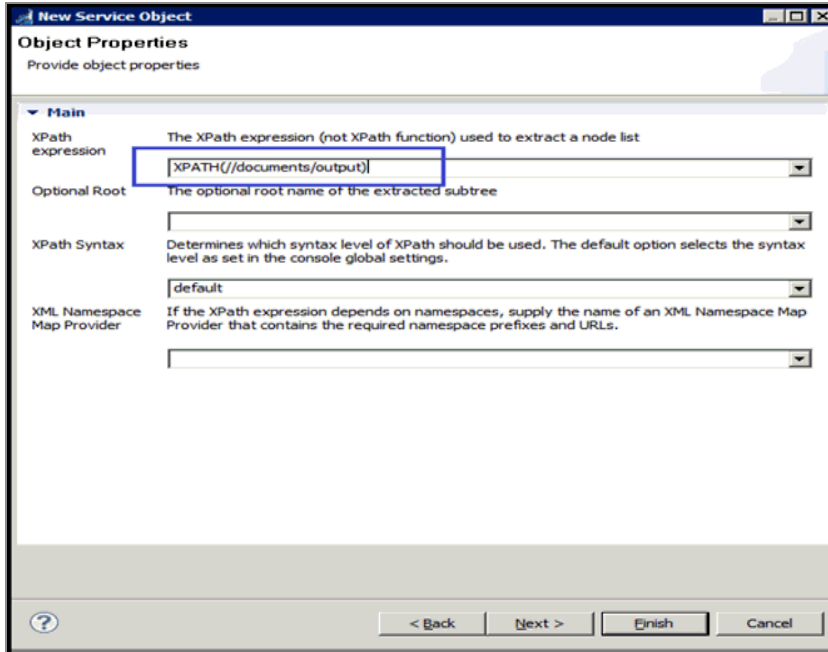 New Service Object
Object Properties
Provide object properties
Main
XPath expression
The XPath expression (not XPath function) used to extract a node list
XPATH(//documents/output)
Optional Root
The optional root name of the extracted subtree
XPath Syntax
Determines which syntax level of XPath should be used. The default option selects the syntax
level as set in the console global settings.
default
XML Namespace
Map Provider
If the XPath expression depends on namespaces, supply the name of an XML Namespace Map
Provider that contains the required namespace prefixes and URLs.
?
< Back
Next >
Finish
Cancel